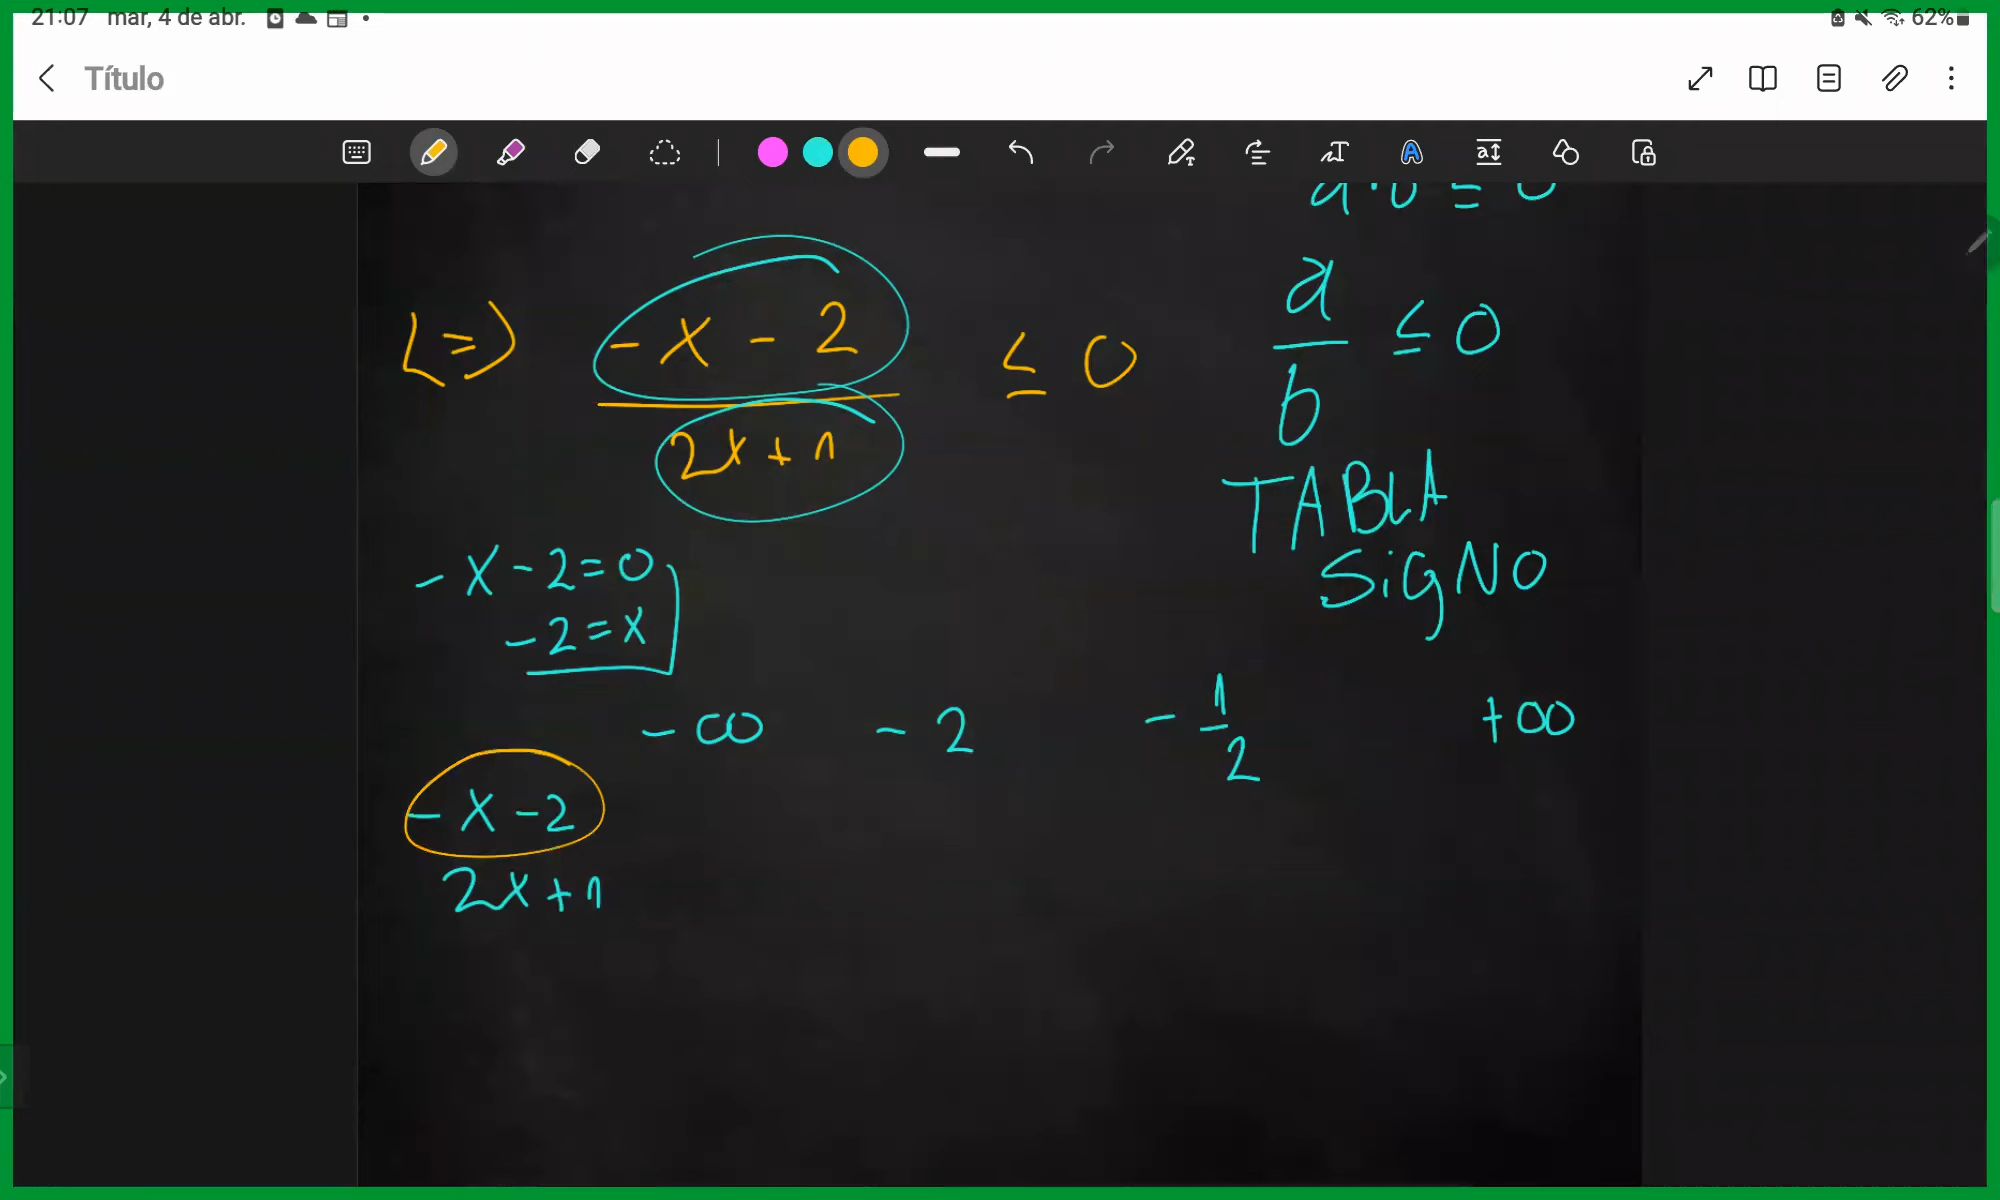 21:07 mar, 4 de abr. 62%
Título
a · b ≤ 0
<=> -x - 2 / 2x + 1 ≤ 0
a / b ≤ 0
TABLA
SiGNO
-x - 2 = 0
-2 = x
-∞ -2 -1/2 +∞
-x - 2
2x + 1